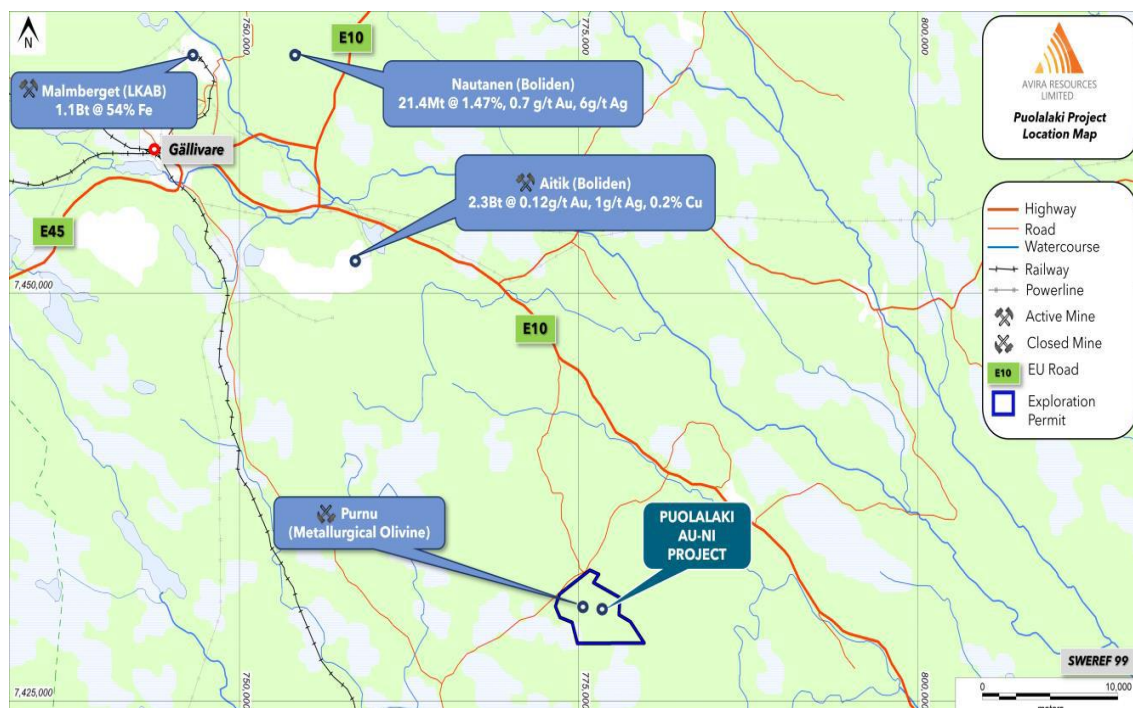 N
750,000
E10
775,000
800,000
AVIRA RESOURCES
LIMITED
Puolalaki Project
Location Map
Malmberget (LKAB)
1.1Bt @ 54% Fe
Nautanen (Boliden)
21.4Mt @ 1.47%, 0.7 g/t Au, 6g/t Ag
Gällivare
Aitik (Boliden)
2.3Bt @ 0.12g/t Au, 1g/t Ag, 0.2% Cu
E45
7,450,000
E10
Highway
Road
Watercourse
Railway
Powerline
Active Mine
Closed Mine
E10 EU Road
Exploration
Permit
Purnu
(Metallurgical Olivine)
PUOLALAKI
AU-NI
PROJECT
SWEREF 99
7,425,000
750,000
775,000
800,000
0 10,000
meters